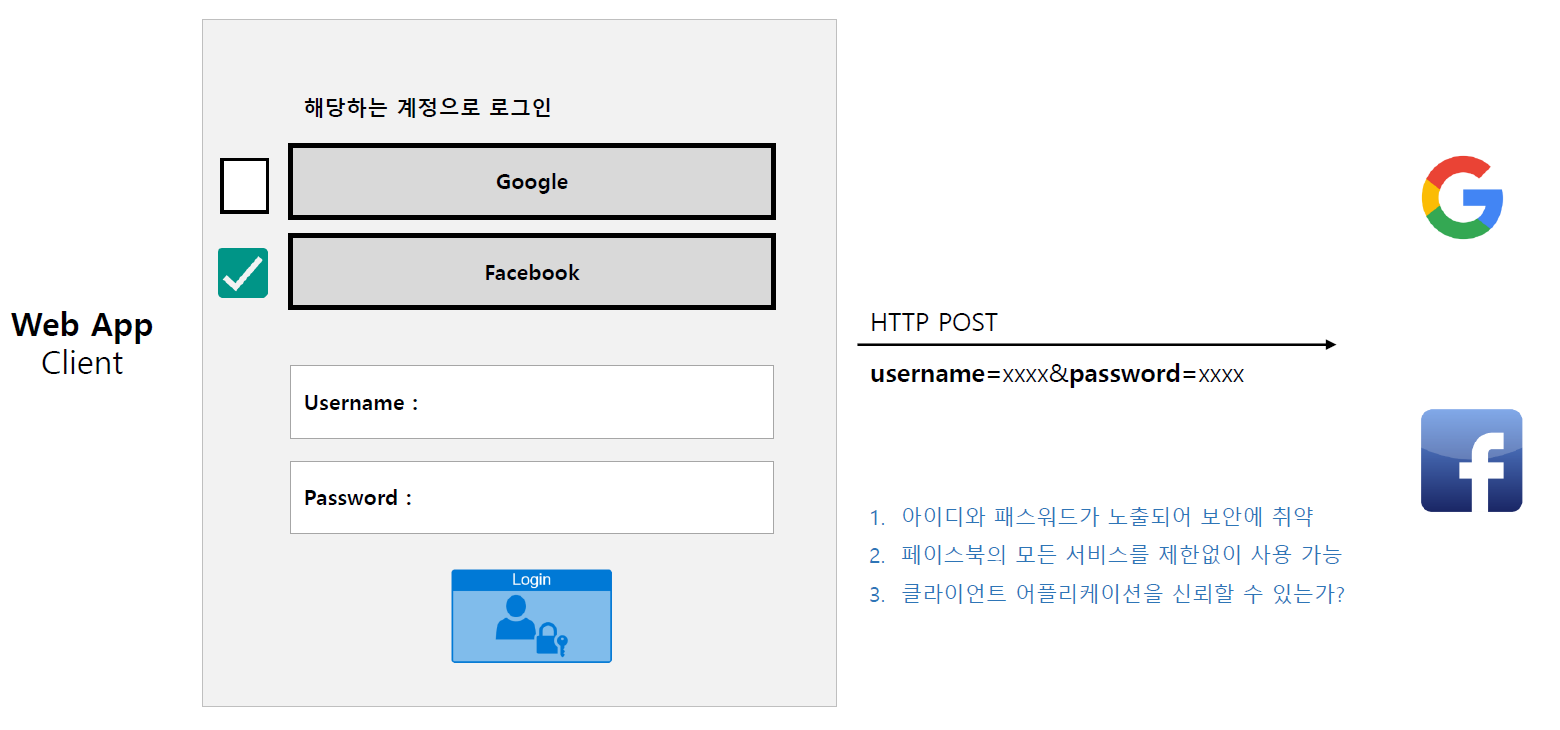 해당하는 계정으로 로그인
Google
Facebook
Web App
Client
Username :
Password :
Login
HTTP POST
username=xxxx&password=xxxx
1. 아이디와 패스워드가 노출되어 보안에 취약
2. 페이스북의 모든 서비스를 제한없이 사용 가능
3. 클라이언트 어플리케이션을 신뢰할 수 있는가?